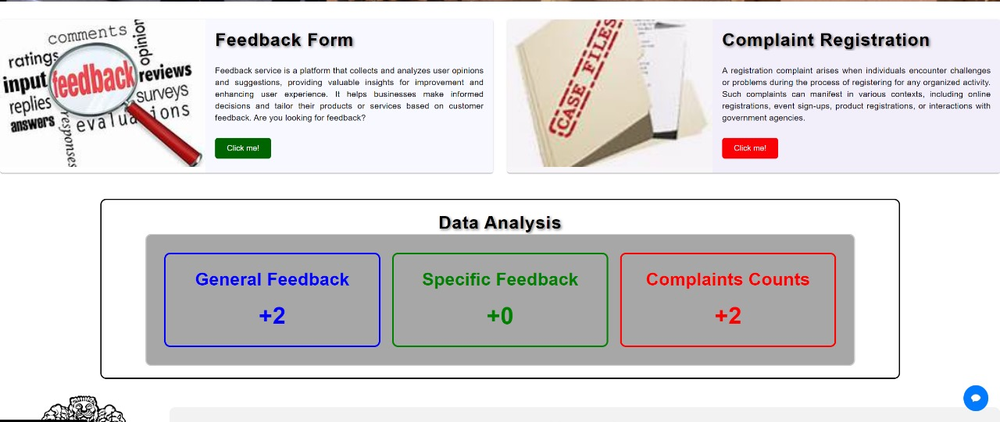 comments
opinion
ratings
input
feedback
reviews
replies
surveys
answers
evaluations
responses
Feedback Form
Feedback service is a platform that collects and analyzes user opinions
and suggestions, providing valuable insights for improvement and
enhancing user experience. It helps businesses make informed
decisions and tailor their products or services based on customer
feedback. Are you looking for feedback?
Click me!
CASE FILES
Complaint Registration
A registration complaint arises when individuals encounter challenges
or problems during the process of registering for any organized activity.
Such complaints can manifest in various contexts, including online
registrations, event sign-ups, product registrations, or interactions with
government agencies.
Click me!
Data Analysis
General Feedback
+2
Specific Feedback
+0
Complaints Counts
+2